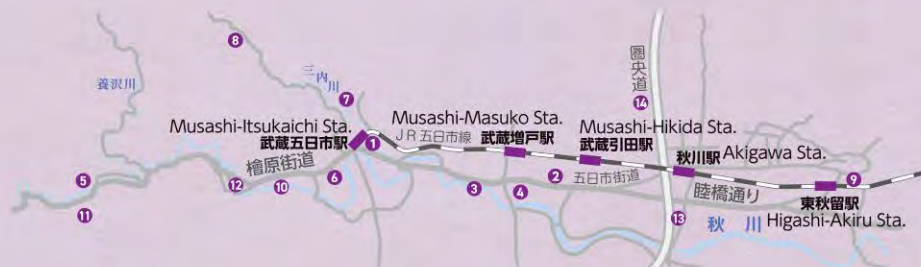 8
養沢川
三内川
7
圏央道
14
Musashi-Itsukaichi Sta.
武蔵五日市駅
1
Musashi-Masuko Sta.
JR五日市線
武蔵増戸駅
Musashi-Hikida Sta.
武蔵引田駅
秋川駅
Akigawa Sta.
檜原街道
5
12
10
6
3
4
2
五日市街道
睦橋通り
9
東秋留駅
Higashi-Akiru Sta.
11
13
秋川